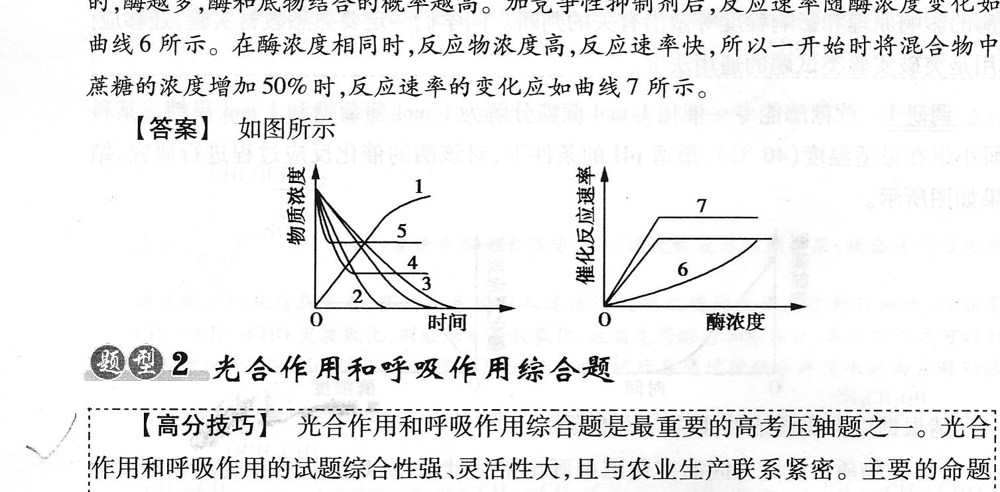 的,酶越多,酶和底物结合的概率越高。加竞争性抑制剂后,反应速率随酶浓度变化如
曲线6所示。在酶浓度相同时,反应物浓度高,反应速率快,所以一开始时将混合物中
蔗糖的浓度增加50%时,反应速率的变化应如曲线7所示。
【答案】 如图所示
物质浓度
1
5
4
3
2
O
时间
催化反应速率
7
6
O
酶浓度
题型2 光合作用和呼吸作用综合题
【高分技巧】 光合作用和呼吸作用综合题是最重要的高考压轴题之一。光合
作用和呼吸作用的试题综合性强、灵活性大,且与农业生产联系紧密。主要的命题